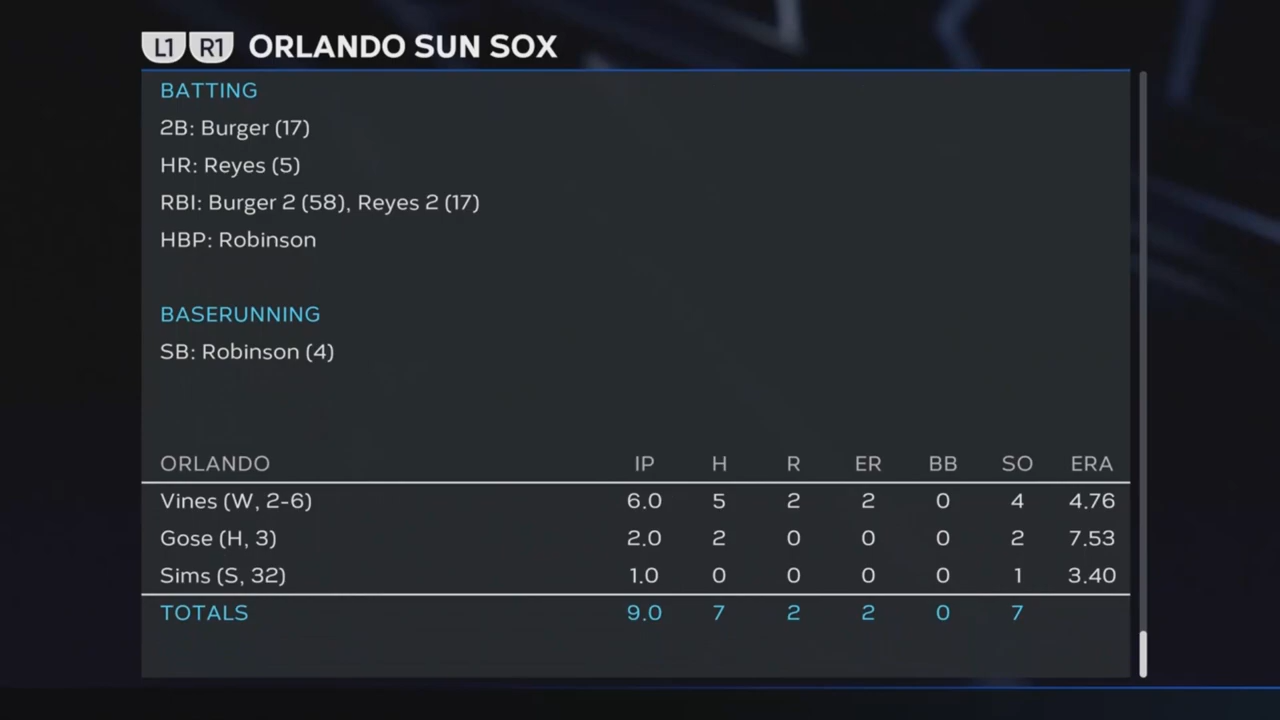 L1 R1 ORLANDO SUN SOX
BATTING
2B: Burger (17)
HR: Reyes (5)
RBI: Burger 2 (58), Reyes 2 (17)
HBP: Robinson
BASERUNNING
SB: Robinson (4)
ORLANDO IP H R ER BB SO ERA
Vines (W, 2-6) 6.0 5 2 2 0 4 4.76
Gose (H, 3) 2.0 2 0 0 0 2 7.53
Sims (S, 32) 1.0 0 0 0 0 1 3.40
TOTALS 9.0 7 2 2 0 7